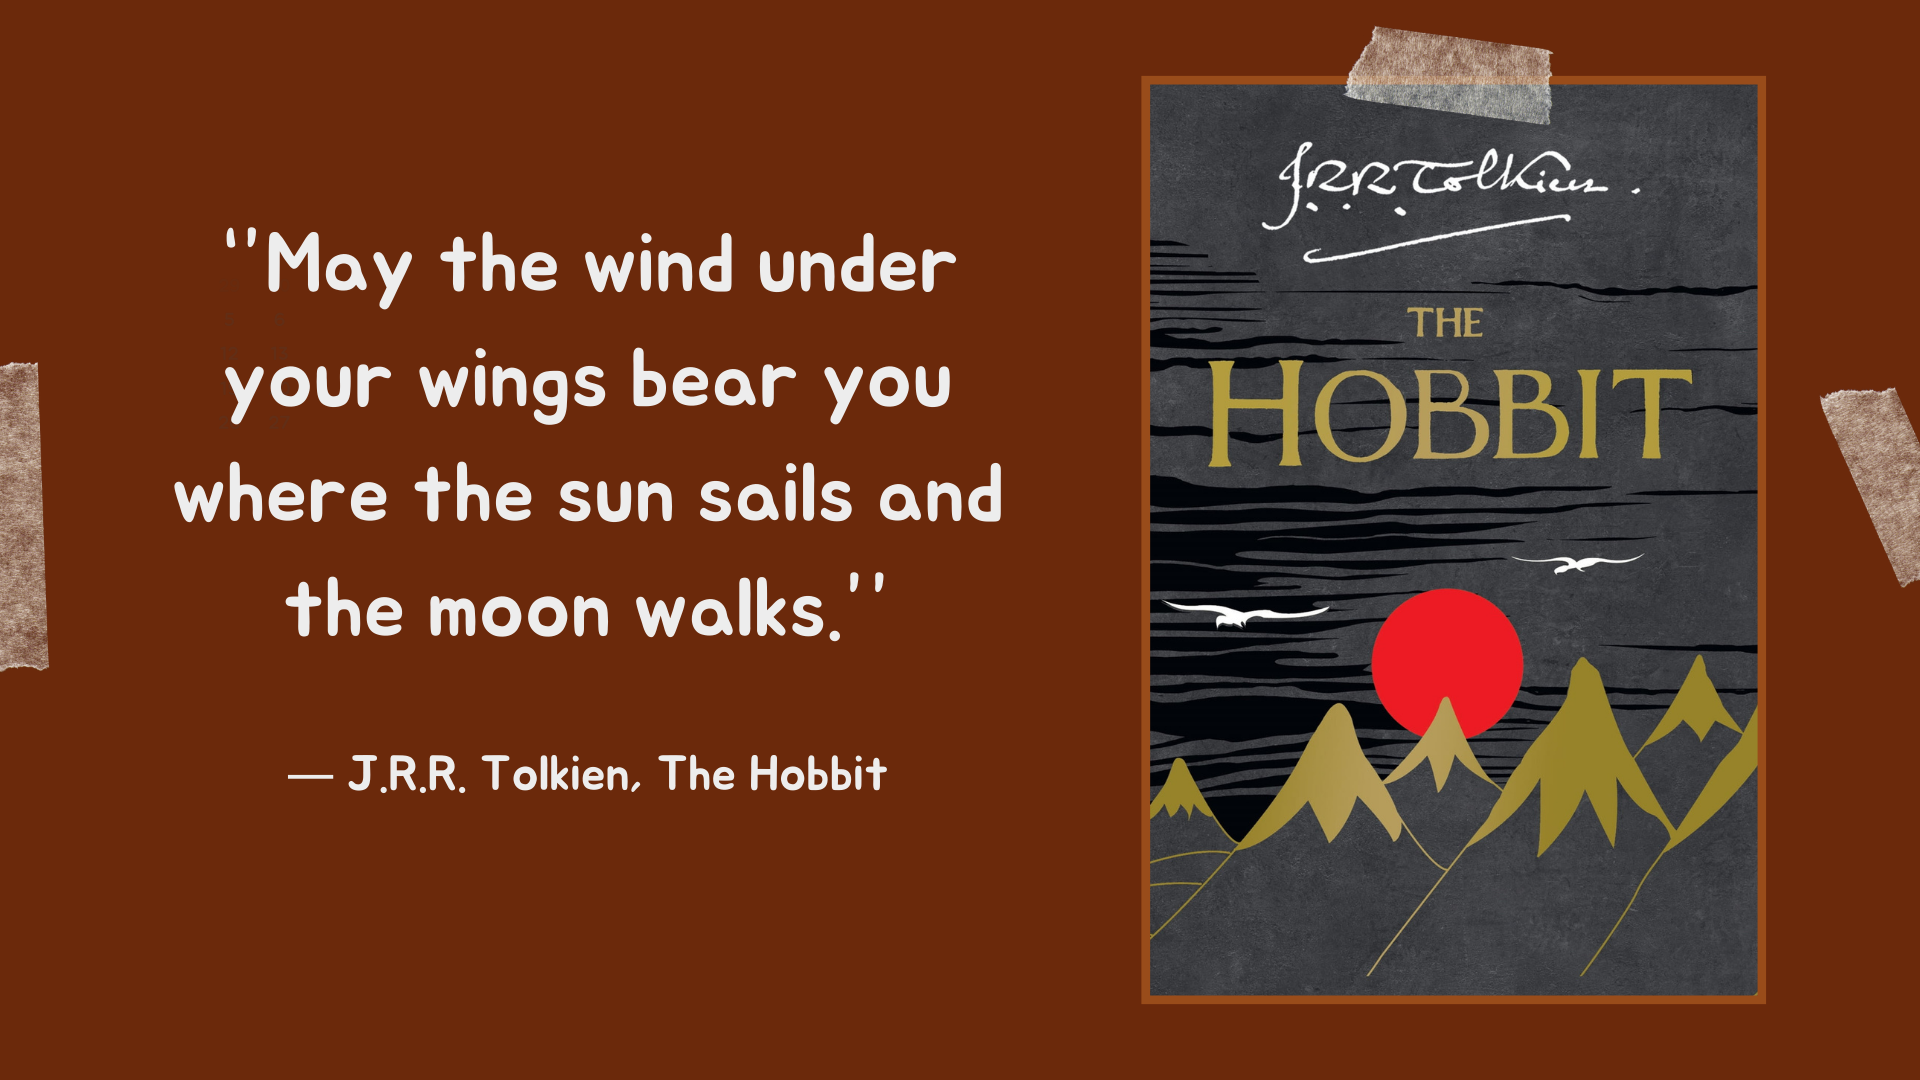 "May the wind under
your wings bear you
where the sun sails and
the moon walks."
— J.R.R. Tolkien, The Hobbit
J.R.R. Tolkien.
THE
HOBBIT